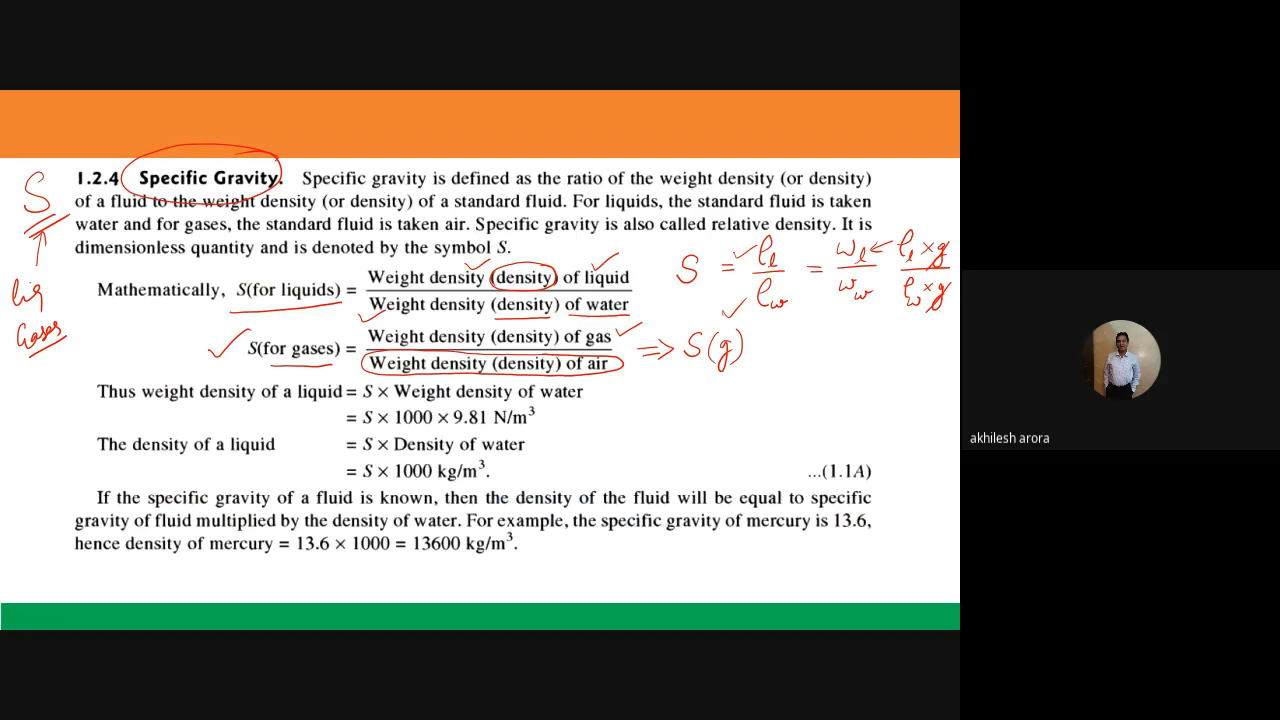 1.2.4 Specific Gravity. Specific gravity is defined as the ratio of the weight density (or density)
of a fluid to the weight density (or density) of a standard fluid. For liquids, the standard fluid is taken
water and for gases, the standard fluid is taken air. Specific gravity is also called relative density. It is
dimensionless quantity and is denoted by the symbol S.
Mathematically, S(for liquids) = Weight density (density) of liquid
Weight density (density) of water
S(for gases) = Weight density (density) of gas
Weight density (density) of air
Thus weight density of a liquid = S × Weight density of water
= S × 1000 × 9.81 N/m³
The density of a liquid = S × Density of water
= S × 1000 kg/m³. ...(1.1A)
If the specific gravity of a fluid is known, then the density of the fluid will be equal to specific
gravity of fluid multiplied by the density of water. For example, the specific gravity of mercury is 13.6,
hence density of mercury = 13.6 × 1000 = 13600 kg/m³.
S
liq
Gases
S = ρl / ρw = wl / ww ← ρl × g / ρw × g
⇒ S(g)
akhilesh arora